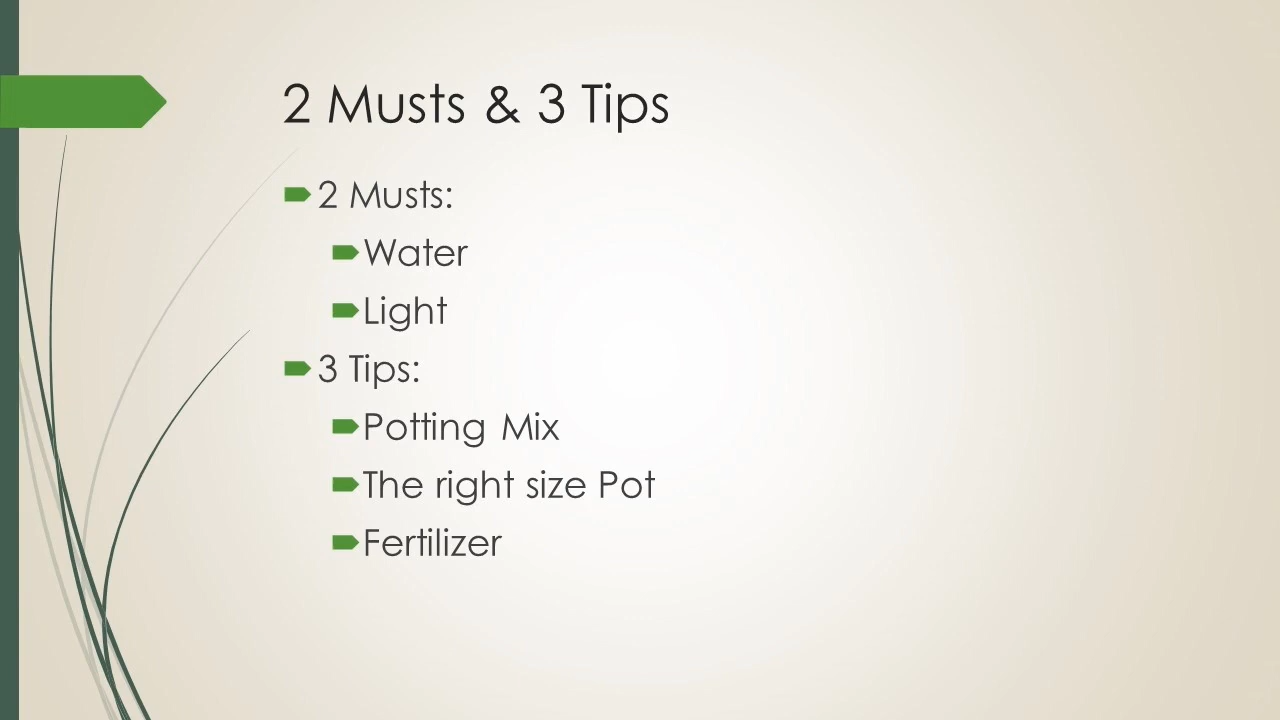 2 Musts & 3 Tips
2 Musts:
Water
Light
3 Tips:
Potting Mix
The right size Pot
Fertilizer